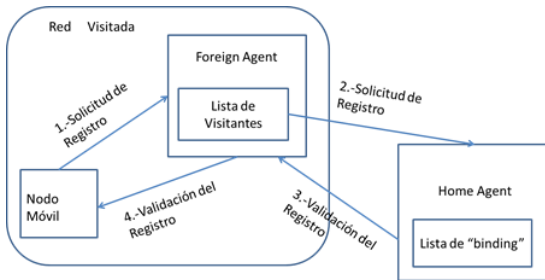 Red Visitada
Foreign Agent
Lista de
Visitantes
1.-Solicitud de
Registro
2.-Solicitud de
Registro
Nodo
Móvil
4.-Validación del
Registro
3.-Validación del
Registro
Home Agent
Lista de “binding”